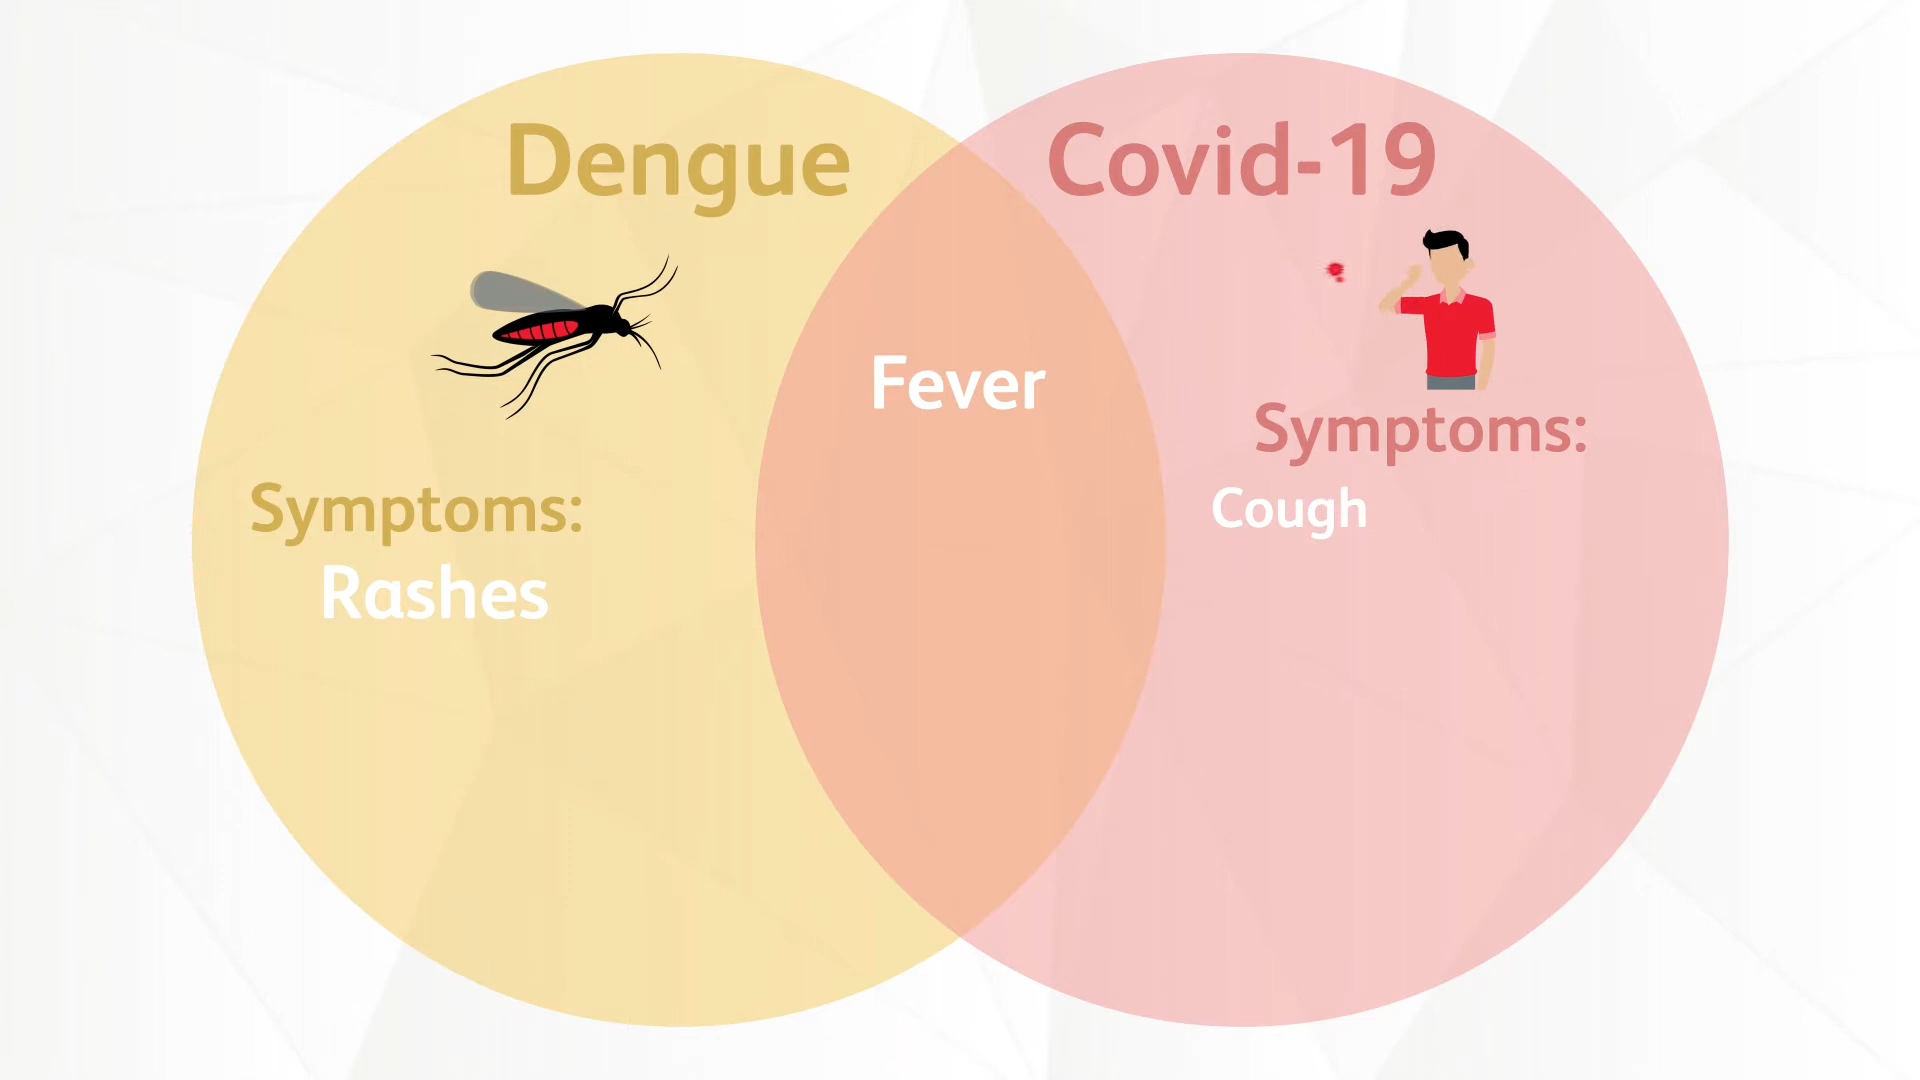 Dengue
Covid-19
Fever
Symptoms:
Cough
Symptoms:
Rashes